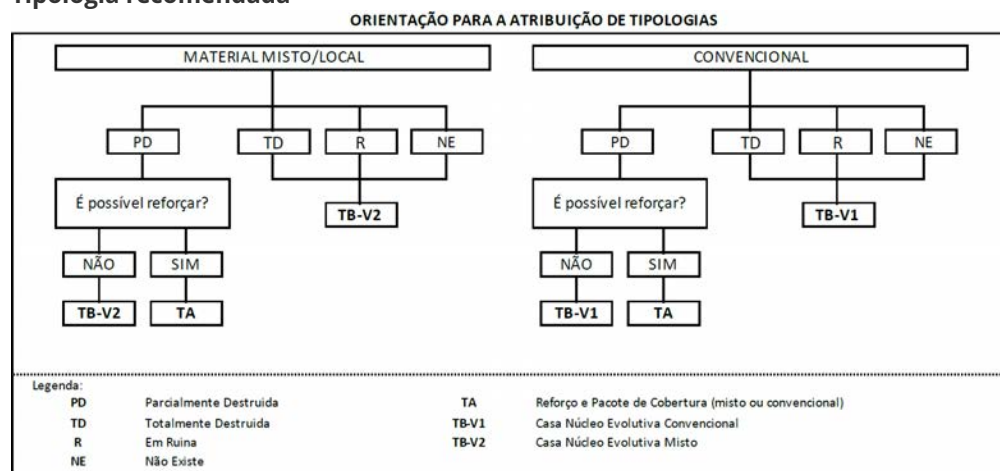 Tipologia recomendada
ORIENTAÇÃO PARA A ATRIBUIÇÃO DE TIPOLOGIAS
MATERIAL MISTO/LOCAL
CONVENCIONAL
PD TD R NE
PD TD R NE
É possível reforçar?
TB-V2
É possível reforçar?
TB-V1
NÃO SIM
NÃO SIM
TB-V2 TA
TB-V1 TA
Legenda:
PD Parcialmente Destruida
TD Totalmente Destruida
R Em Ruina
NE Não Existe
TA Reforço e Pacote de Cobertura (misto ou convencional)
TB-V1 Casa Núcleo Evolutiva Convencional
TB-V2 Casa Núcleo Evolutiva Misto